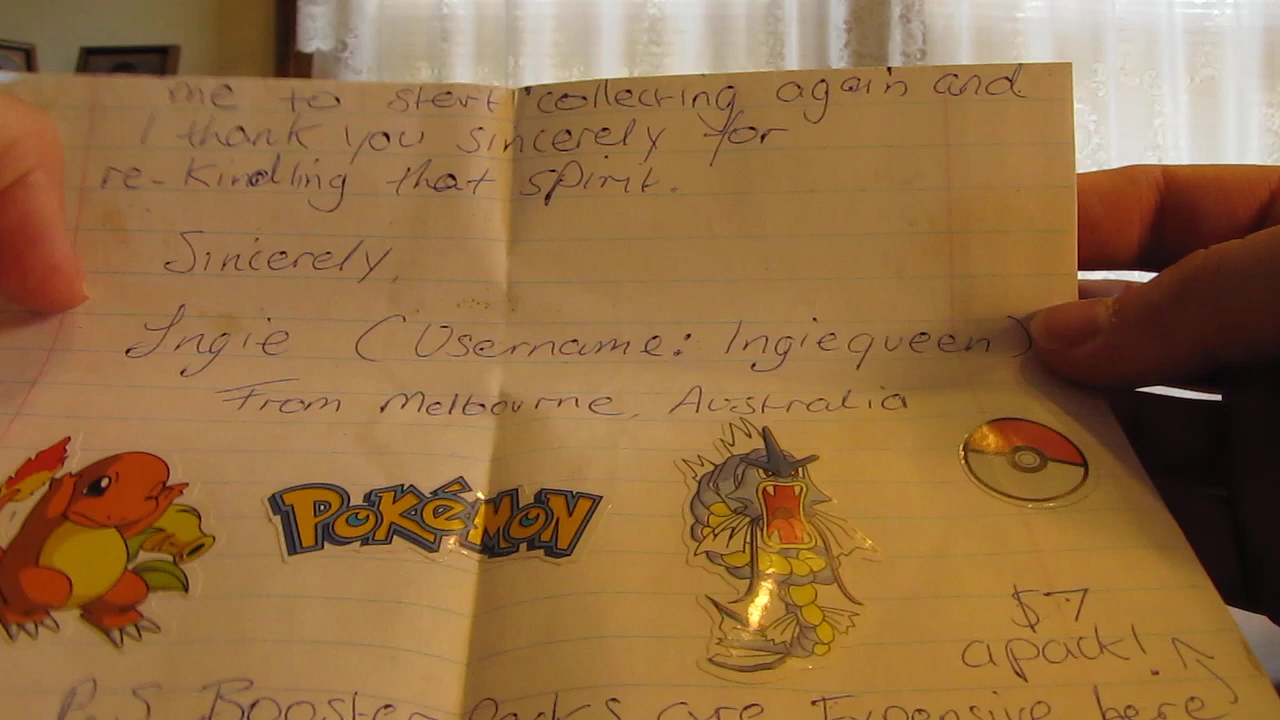 me to start collecting again and
I thank you sincerely for
re-kindling that spirit.
Sincerely,
Ingie (Username: Ingiequeen)
From Melbourne, Australia
POKéMON
$7
a pack!
P.S Booster Packs are Expensive here